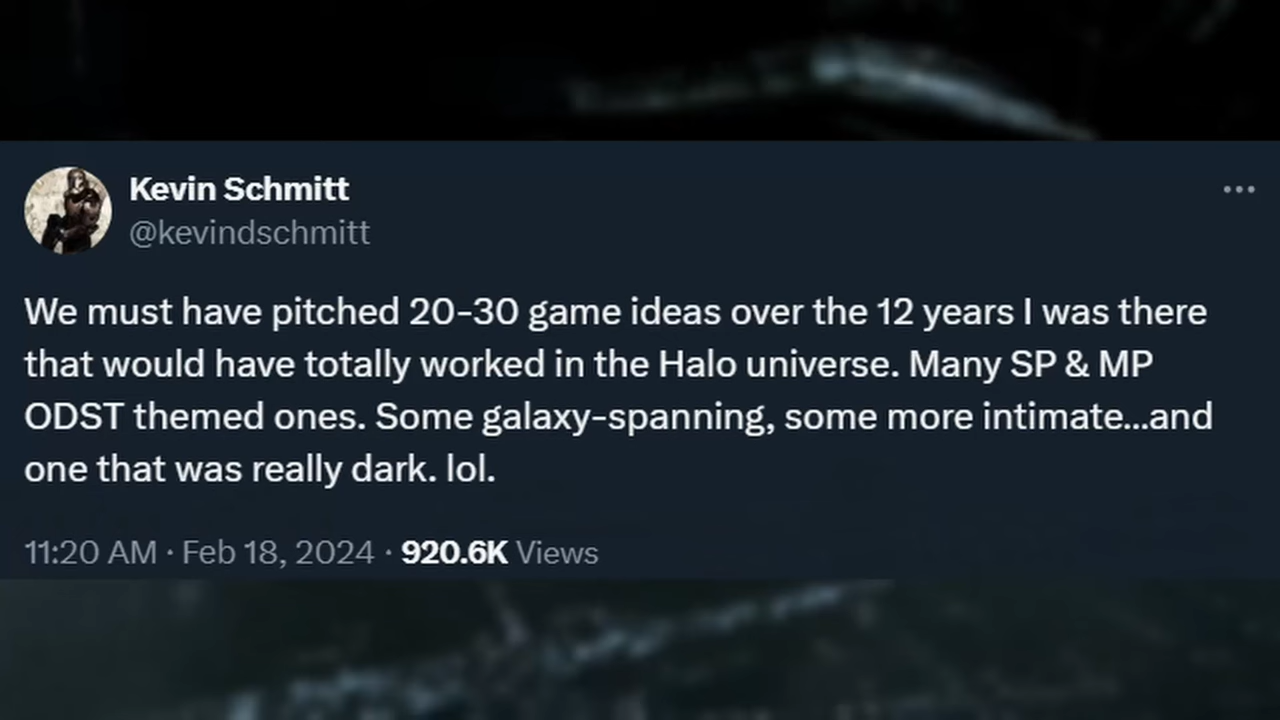 Kevin Schmitt
@kevindschmitt
We must have pitched 20-30 game ideas over the 12 years I was there
that would have totally worked in the Halo universe. Many SP & MP
ODST themed ones. Some galaxy-spanning, some more intimate...and
one that was really dark. lol.
11:20 AM · Feb 18, 2024 · 920.6K Views